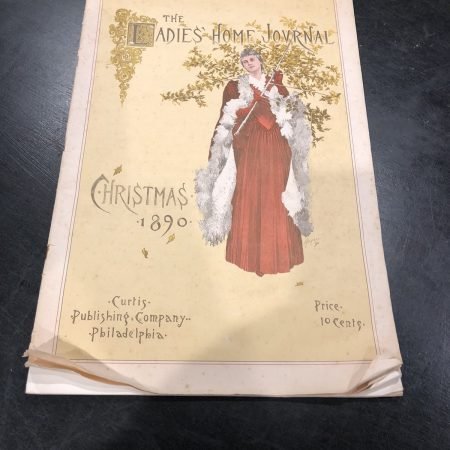 THE
LADIES' HOME JOURNAL
CHRISTMAS
·1890·
·Curtis·
Publishing·Company··
·Philadelphia·
Price·
10 Cents.